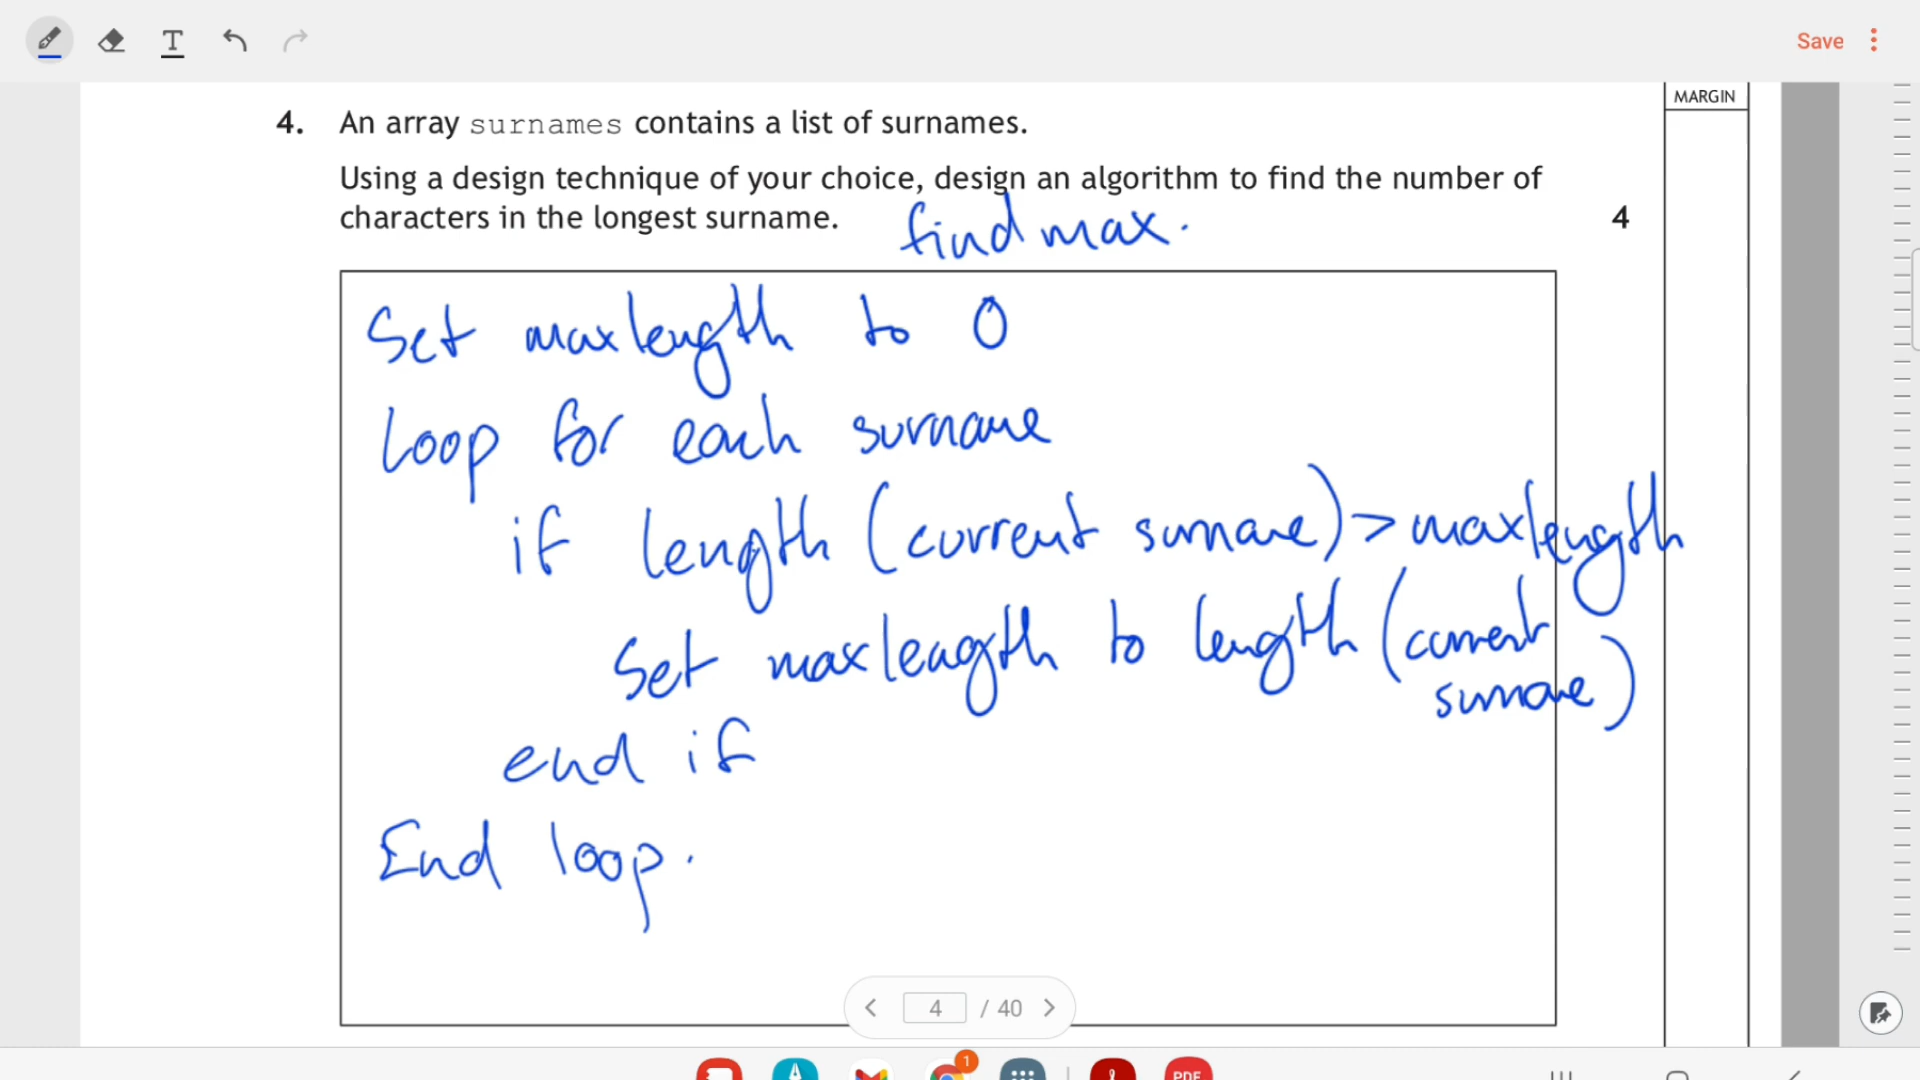 Save
MARGIN
4. An array surnames contains a list of surnames.
Using a design technique of your choice, design an algorithm to find the number of
characters in the longest surname. 4
find max.
Set maxlength to 0
Loop for each surname
if length (current surname) > maxlength
Set maxlength to length (current
surname)
end if
End loop.
4 / 40
1
PDF